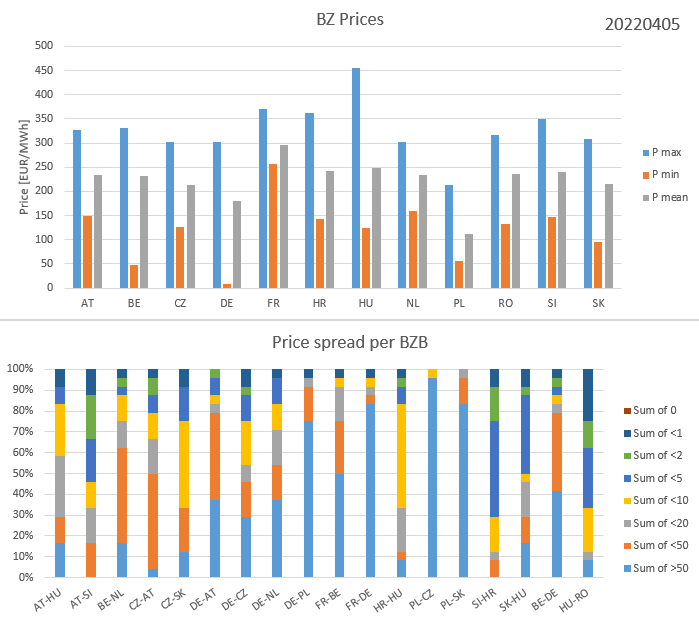 BZ Prices
20220405
Price [EUR/MWh]
500
450
400
350
300
250
200
150
100
50
0
AT BE CZ DE FR HR HU NL PL RO SI SK
P max
P min
P mean
Price spread per BZB
100%
90%
80%
70%
60%
50%
40%
30%
20%
10%
0%
AT-HU AT-SI BE-NL CZ-AT CZ-SK DE-AT DE-CZ DE-NL DE-PL FR-BE FR-DE HR-HU PL-CZ PL-SK SI-HR SK-HU BE-DE HU-RO
Sum of 0
Sum of <1
Sum of <2
Sum of <5
Sum of <10
Sum of <20
Sum of <50
Sum of >50